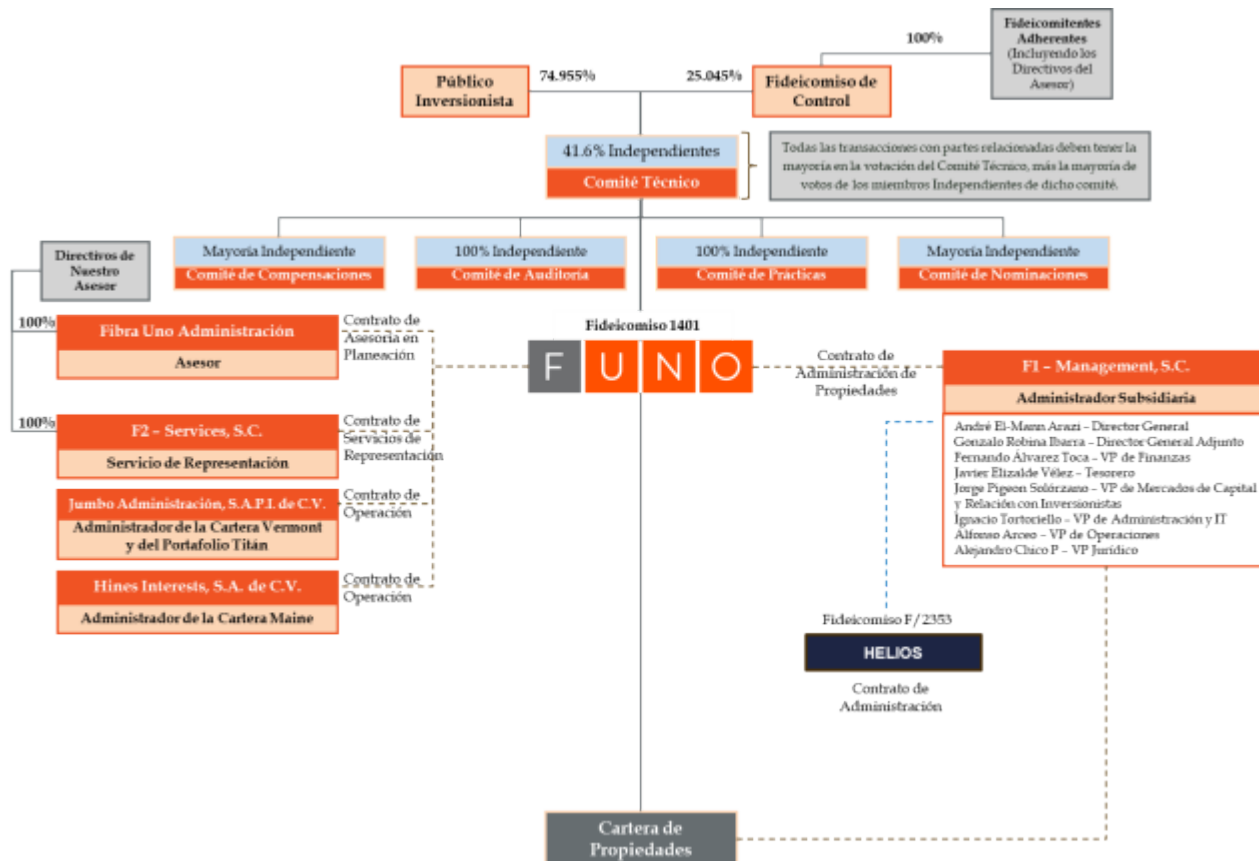 Fideicomitentes
Adherentes
(Incluyendo los
Directivos del
Asesor)
100%
Público
Inversionista
74.955%
25.045%
Fideicomiso de
Control
41.6% Independientes
Comité Técnico
Todas las transacciones con partes relacionadas deben tener la
mayoría en la votación del Comité Técnico, más la mayoría de
votos de los miembros Independientes de dicho comité.
Mayoría Independiente
Comité de Compensaciones
100% Independiente
Comité de Auditoría
100% Independiente
Comité de Prácticas
Mayoría Independiente
Comité de Nominaciones
Directivos de
Nuestro
Asesor
100%
Fibra Uno Administración
Asesor
Contrato de
Asesoría en
Planeación
Fideicomiso 1401
FUNO
Contrato de
Administración de
Propiedades
F1 – Management, S.C.
Administrador Subsidiaria
André El-Mann Arazi – Director General
Gonzalo Robina Ibarra – Director General Adjunto
Fernando Álvarez Toca – VP de Finanzas
Javier Elizalde Vélez – Tesorero
Jorge Pigeon Solórzano – VP de Mercados de Capital
y Relación con Inversionistas
Ignacio Tortoriello – VP de Administración y IT
Alfonso Arceo – VP de Operaciones
Alejandro Chico P – VP Jurídico
100%
F2 – Services, S.C.
Servicio de Representación
Contrato de
Servicios de
Representación
Jumbo Administración, S.A.P.I. de C.V.
Administrador de la Cartera Vermont
y del Portafolio Titán
Contrato de
Operación
Hines Interests, S.A. de C.V.
Administrador de la Cartera Maine
Contrato de
Operación
Fideicomiso F/2353
HELIOS
Contrato de
Administración
Cartera de
Propiedades